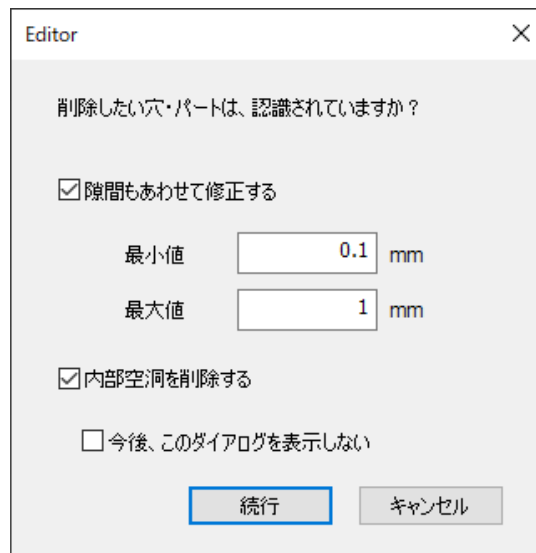 Editor
削除したい穴・パートは、認識されていますか？
隙間もあわせて修正する
最小値 0.1 mm
最大値 1 mm
内部空洞を削除する
今後、このダイアログを表示しない
続行 キャンセル